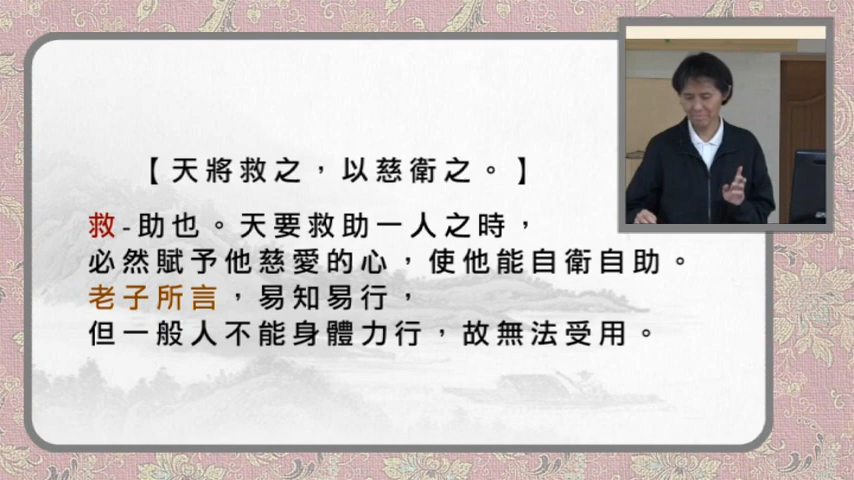 【天將救之，以慈衛之。】
救-助也。天要救助一人之時，
必然賦予他慈愛的心，使他能自衛自助。
老子所言，易知易行，
但一般人不能身體力行，故無法受用。